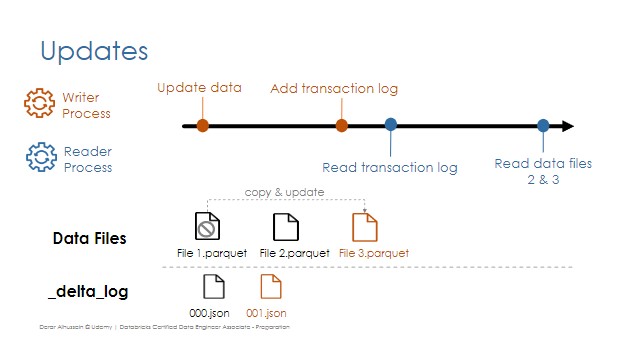 Updates
Update data
Add transaction log
Writer
Process
Reader
Process
Read transaction log
Read data files
2 & 3
copy & update
Data Files
File 1.parquet
File 2.parquet
File 3.parquet
_delta_log
000.json
001.json
Derar Alhussein © Udemy | Databricks Certified Data Engineer Associate - Preparation